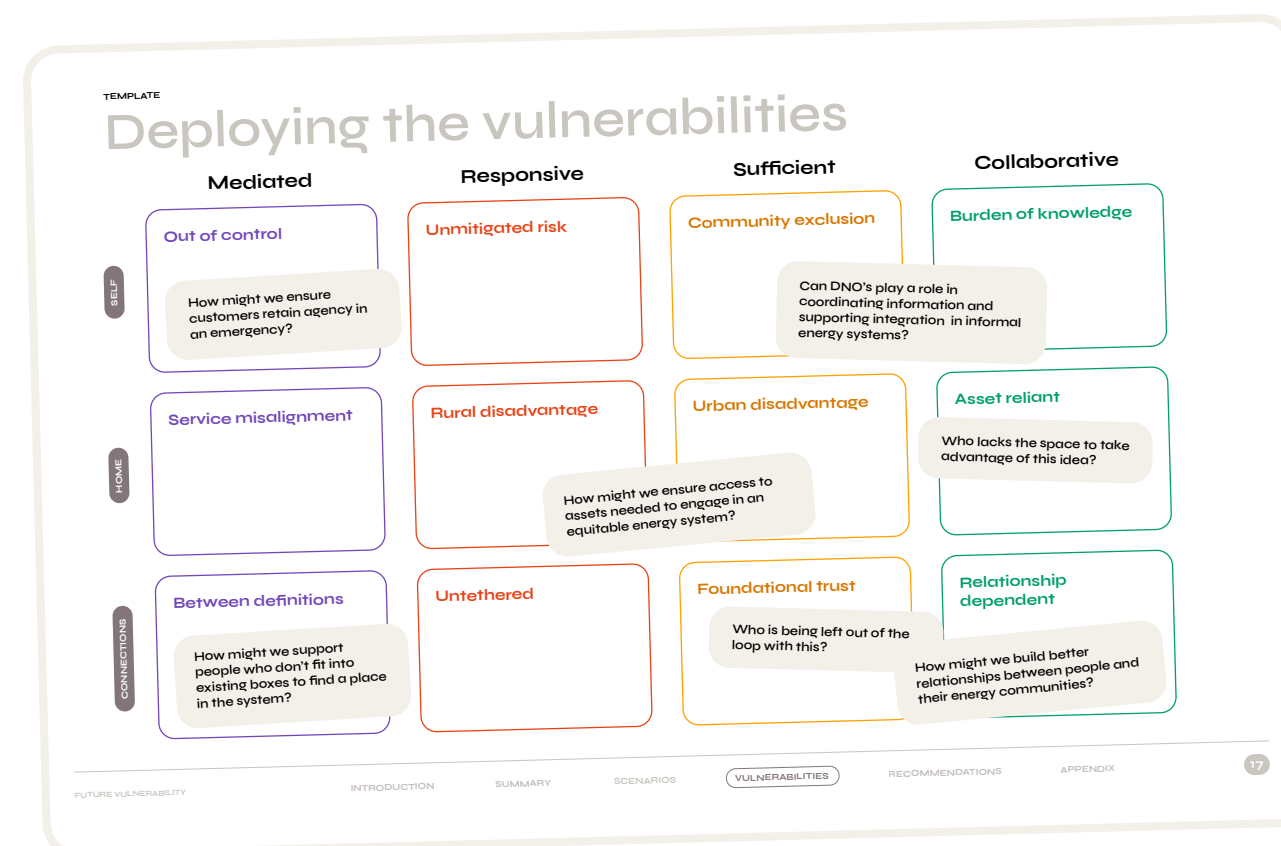 TEMPLATE
Deploying the vulnerabilities
Mediated
Responsive
Sufficient
Collaborative
SELF
Out of control
How might we ensure
customers retain agency in
an emergency?
Unmitigated risk
Community exclusion
Burden of knowledge
Can DNO's play a role in
coordinating information and
supporting integration in informal
energy systems?
HOME
Service misalignment
Rural disadvantage
Urban disadvantage
How might we ensure access to
assets needed to engage in an
equitable energy system?
Asset reliant
Who lacks the space to take
advantage of this idea?
CONNECTIONS
Between definitions
How might we support
people who don't fit into
existing boxes to find a place
in the system?
Untethered
Foundational trust
Who is being left out of the
loop with this?
Relationship
dependent
How might we build better
relationships between people and
their energy communities?
FUTURE VULNERABILITY
INTRODUCTION
SUMMARY
SCENARIOS
VULNERABILITIES
RECOMMENDATIONS
APPENDIX
17